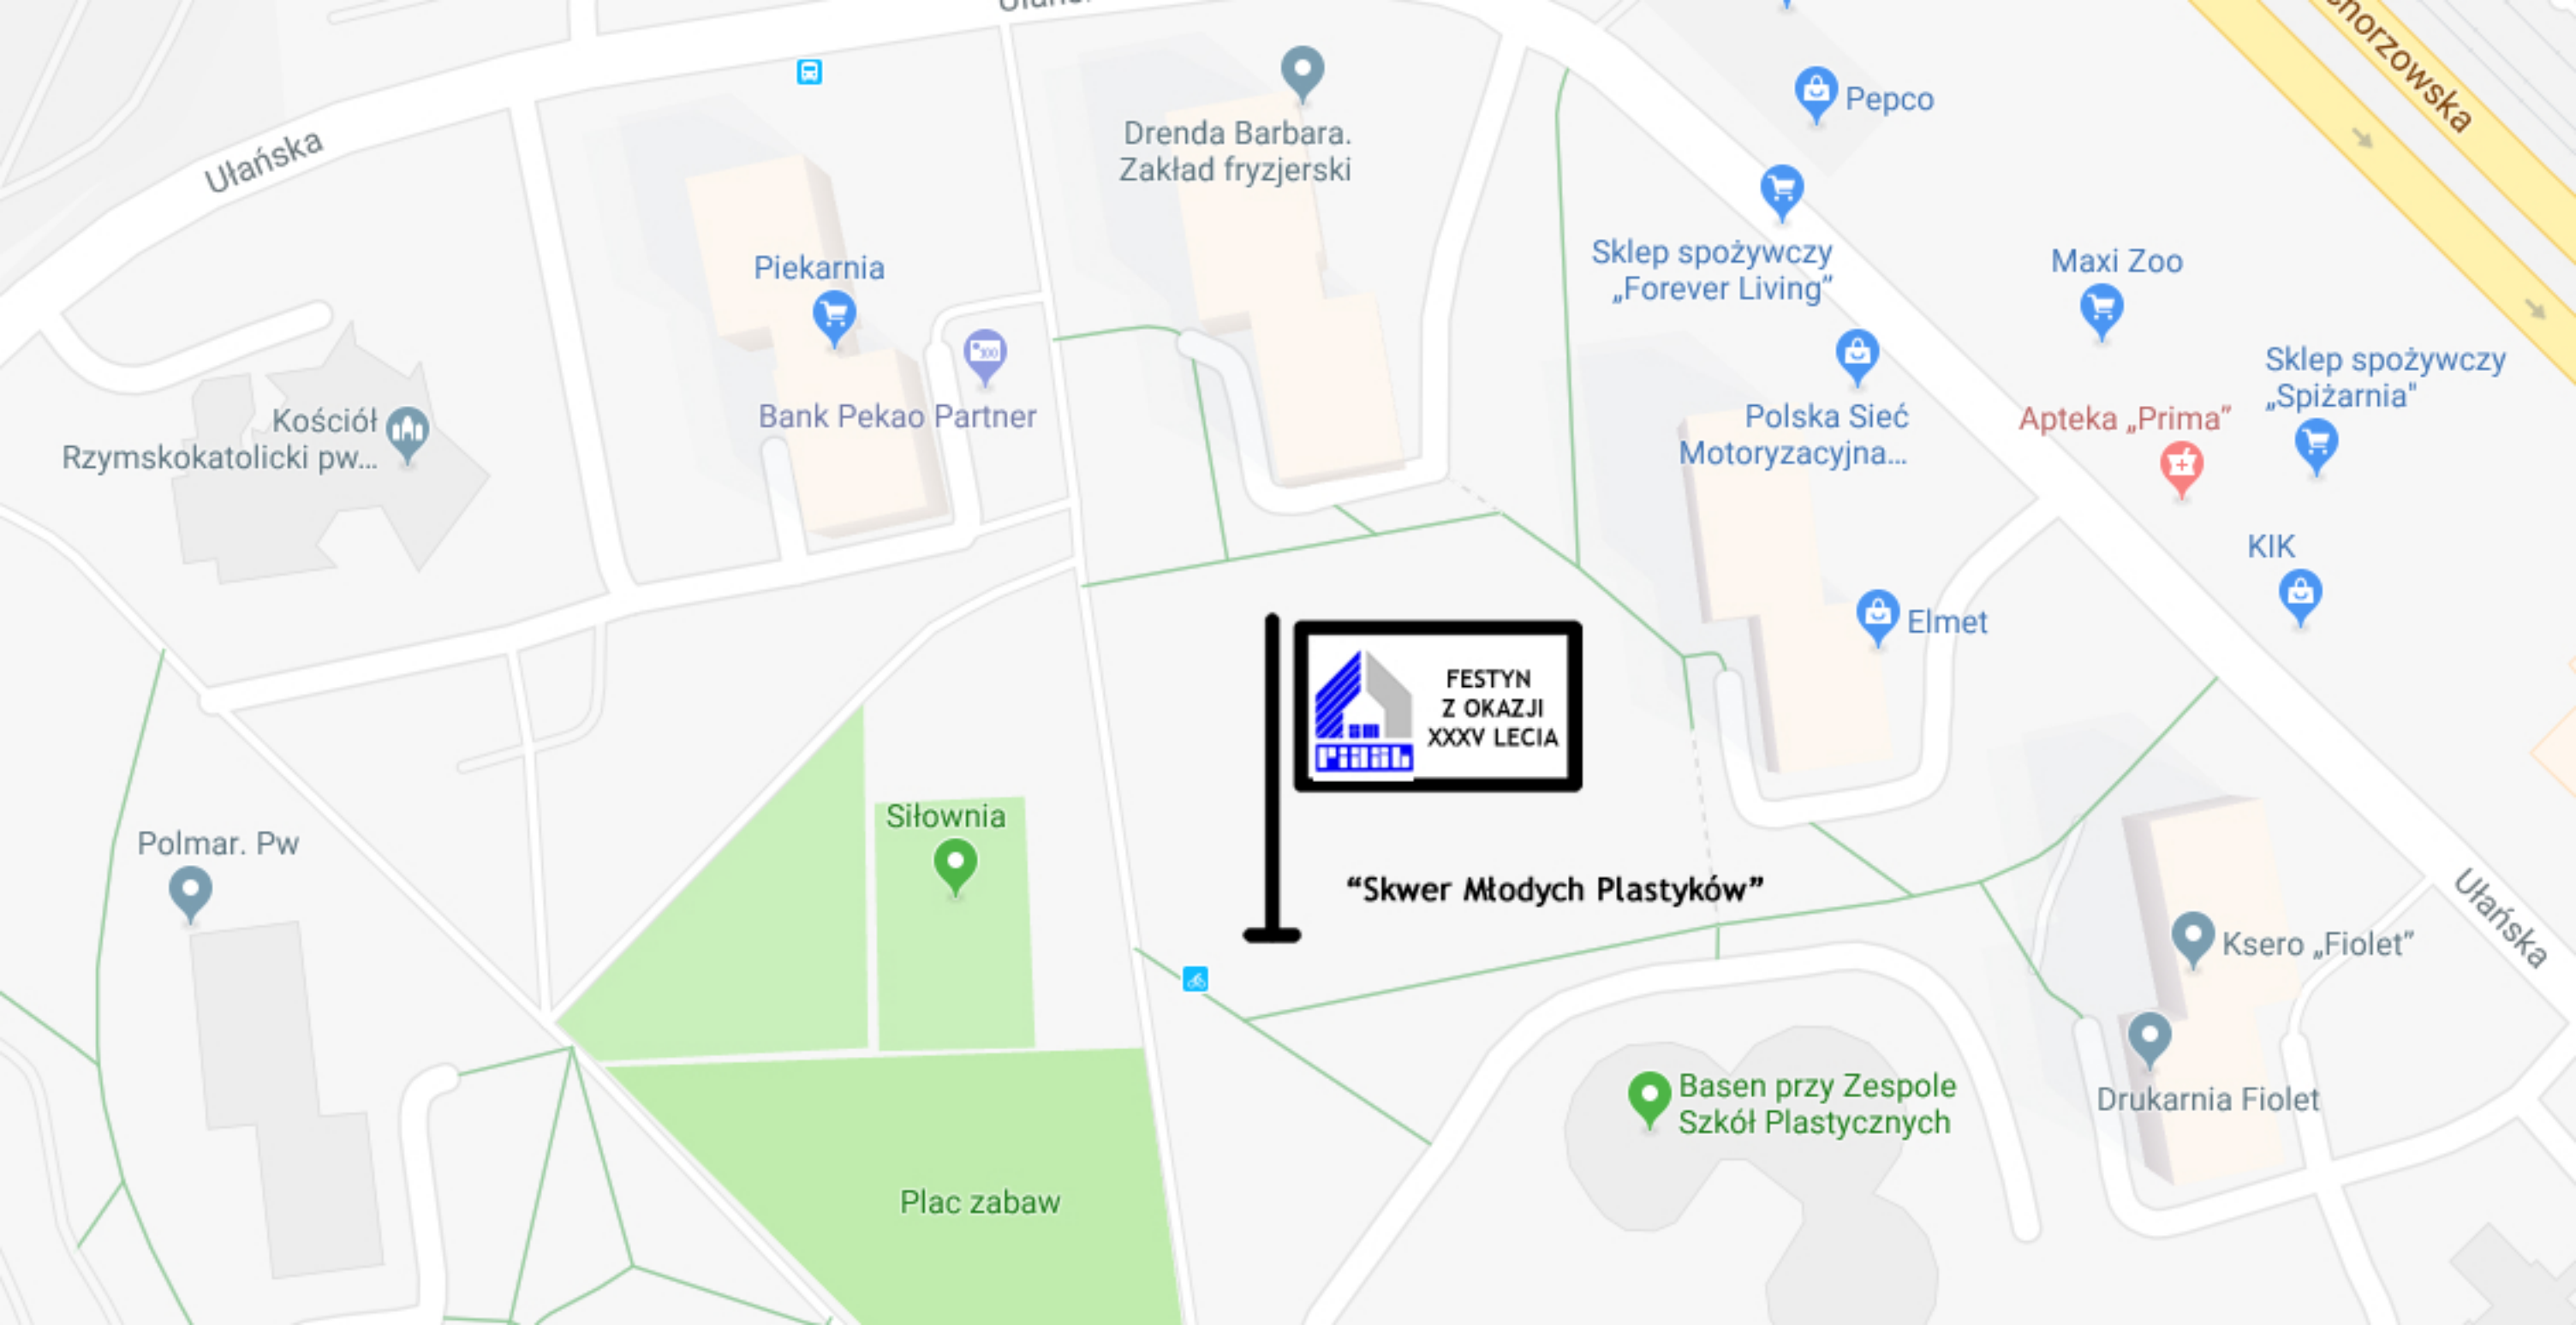 Ułańska
Chorzowska
Pepco
Drenda Barbara.
Zakład fryzjerski
Ułańska
Sklep spożywczy
„Forever Living”
Maxi Zoo
Piekarnia
Sklep spożywczy
„Spiżarnia"
Bank Pekao Partner
Polska Sieć
Motoryzacyjna...
Apteka „Prima”
Kościół
Rzymskokatolicki pw...
KIK
Elmet
FESTYN
Z OKAZJI
XXXV LECIA
Siłownia
Polmar. Pw
“Skwer Młodych Plastyków”
Ułańska
Ksero „Fiolet”
Basen przy Zespole
Szkół Plastycznych
Drukarnia Fiolet
Plac zabaw